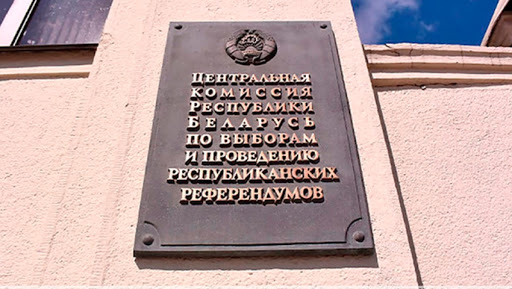 ЦЕНТРАЛЬНАЯ
КОМИССИЯ
РЕСПУБЛИКИ
БЕЛАРУСЬ
ПО ВЫБОРАМ
И ПРОВЕДЕНИЮ
РЕСПУБЛИКАНСКИХ
РЕФЕРЕНДУМОВ